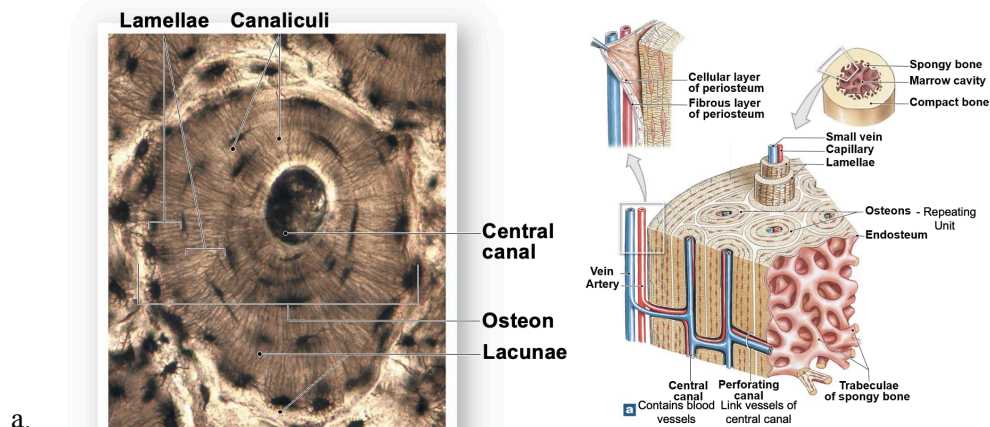 Lamellae Canaliculi
Central
canal
Osteon
Lacunae
a.
Cellular layer
of periosteum
Fibrous layer
of periosteum
Spongy bone
Marrow cavity
Compact bone
Small vein
Capillary
Lamellae
Osteons - Repeating
Unit
Endosteum
Vein
Artery
Central
canal
Perforating
canal
Trabeculae
of spongy bone
a Contains blood
vessels
Link vessels of
central canal